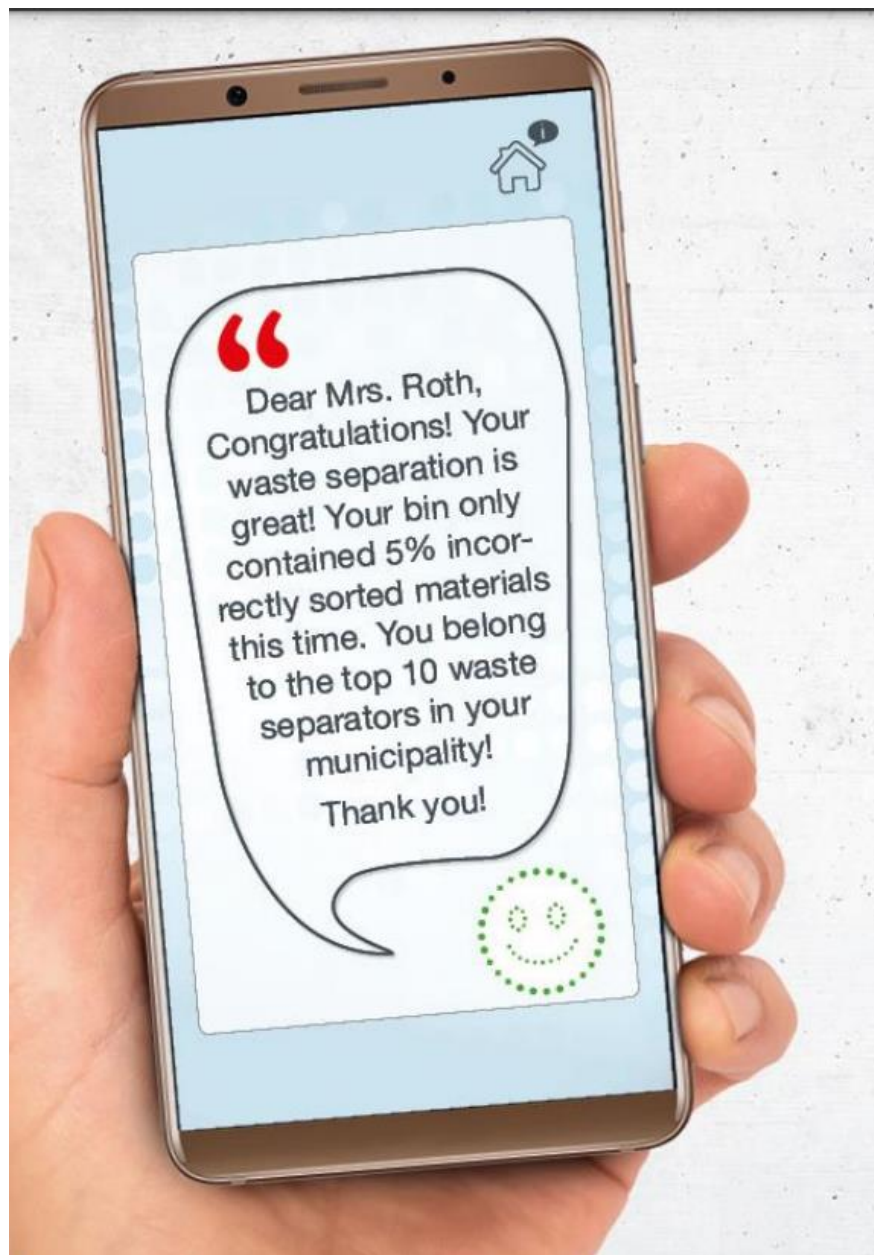 i
“
Dear Mrs. Roth,
Congratulations! Your
waste separation is
great! Your bin only
contained 5% incor-
rectly sorted materials
this time. You belong
to the top 10 waste
separators in your
municipality!
Thank you!